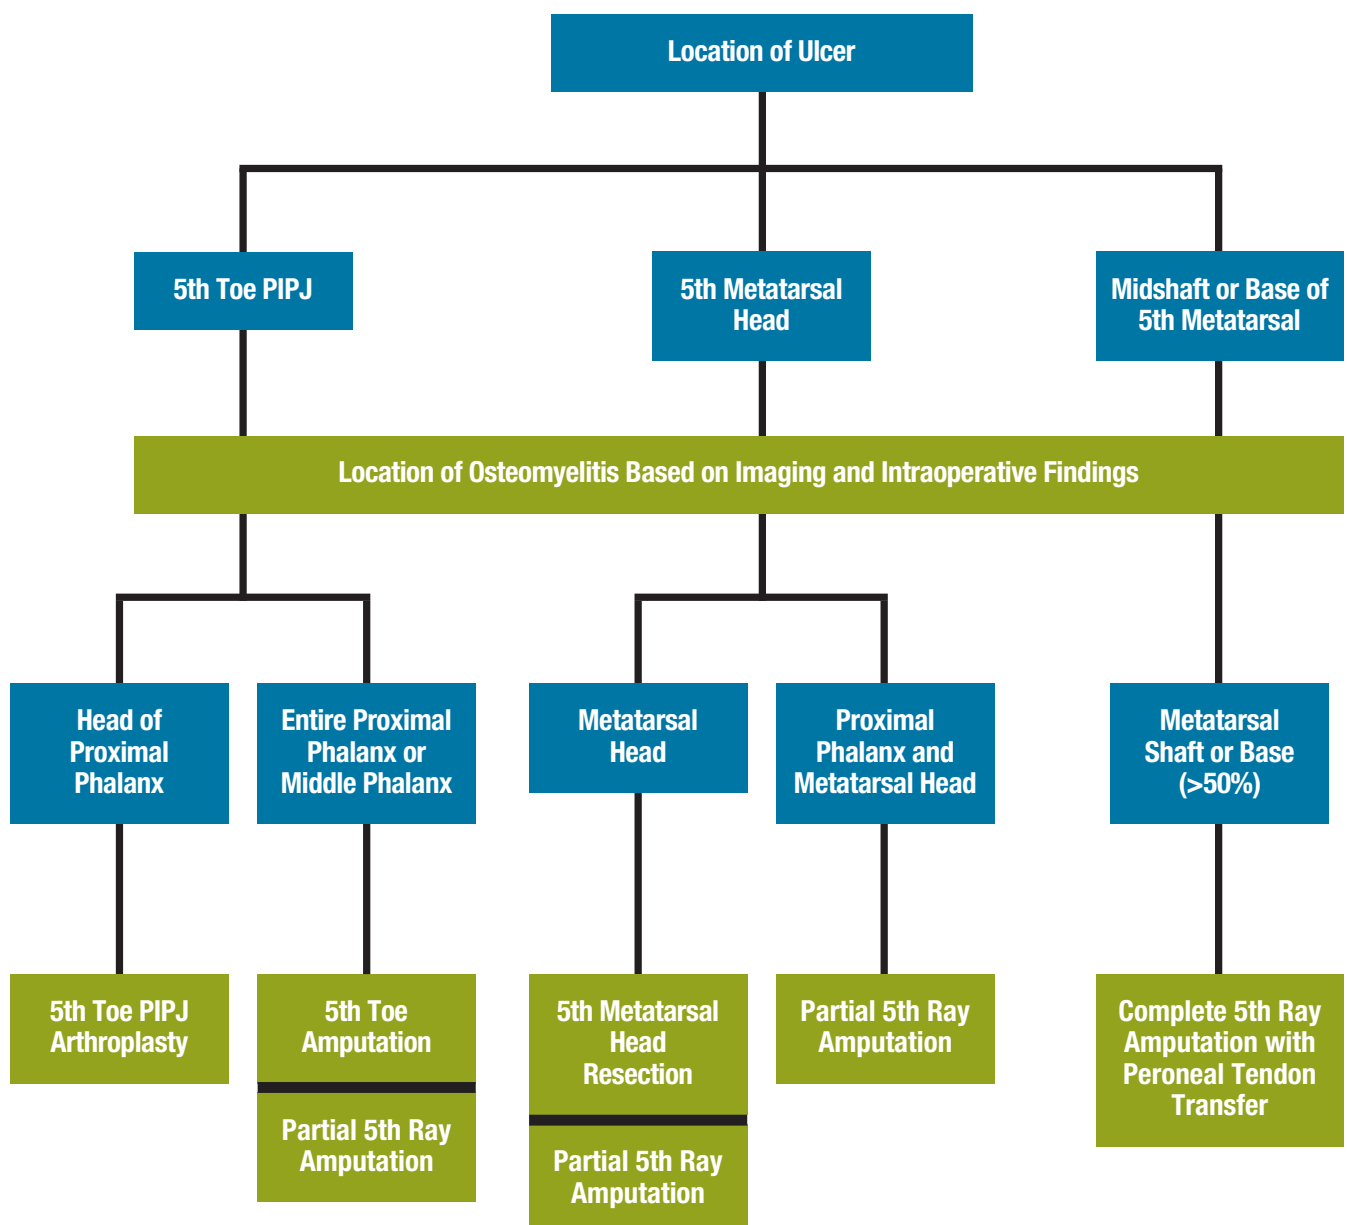 Location of Ulcer
5th Toe PIPJ
5th Metatarsal
Head
Midshaft or Base of
5th Metatarsal
Location of Osteomyelitis Based on Imaging and Intraoperative Findings
Head of
Proximal
Phalanx
Entire Proximal
Phalanx or
Middle Phalanx
Metatarsal
Head
Proximal
Phalanx and
Metatarsal Head
Metatarsal
Shaft or Base
(>50%)
5th Toe PIPJ
Arthroplasty
5th Toe
Amputation
Partial 5th Ray
Amputation
5th Metatarsal
Head
Resection
Partial 5th Ray
Amputation
Partial 5th Ray
Amputation
Complete 5th Ray
Amputation with
Peroneal Tendon
Transfer